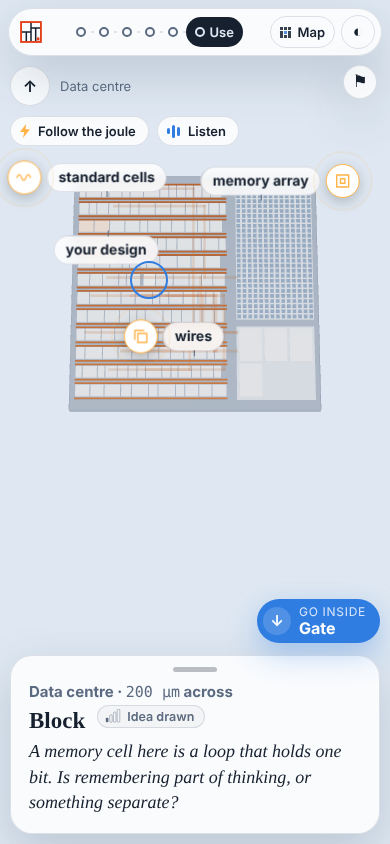 Use
Map
Data centre
Follow the joule
Listen
standard cells
memory array
your design
wires
GO INSIDE
Gate
Data centre · 200 µm across
Block
Idea drawn
A memory cell here is a loop that holds one
bit. Is remembering part of thinking, or
something separate?